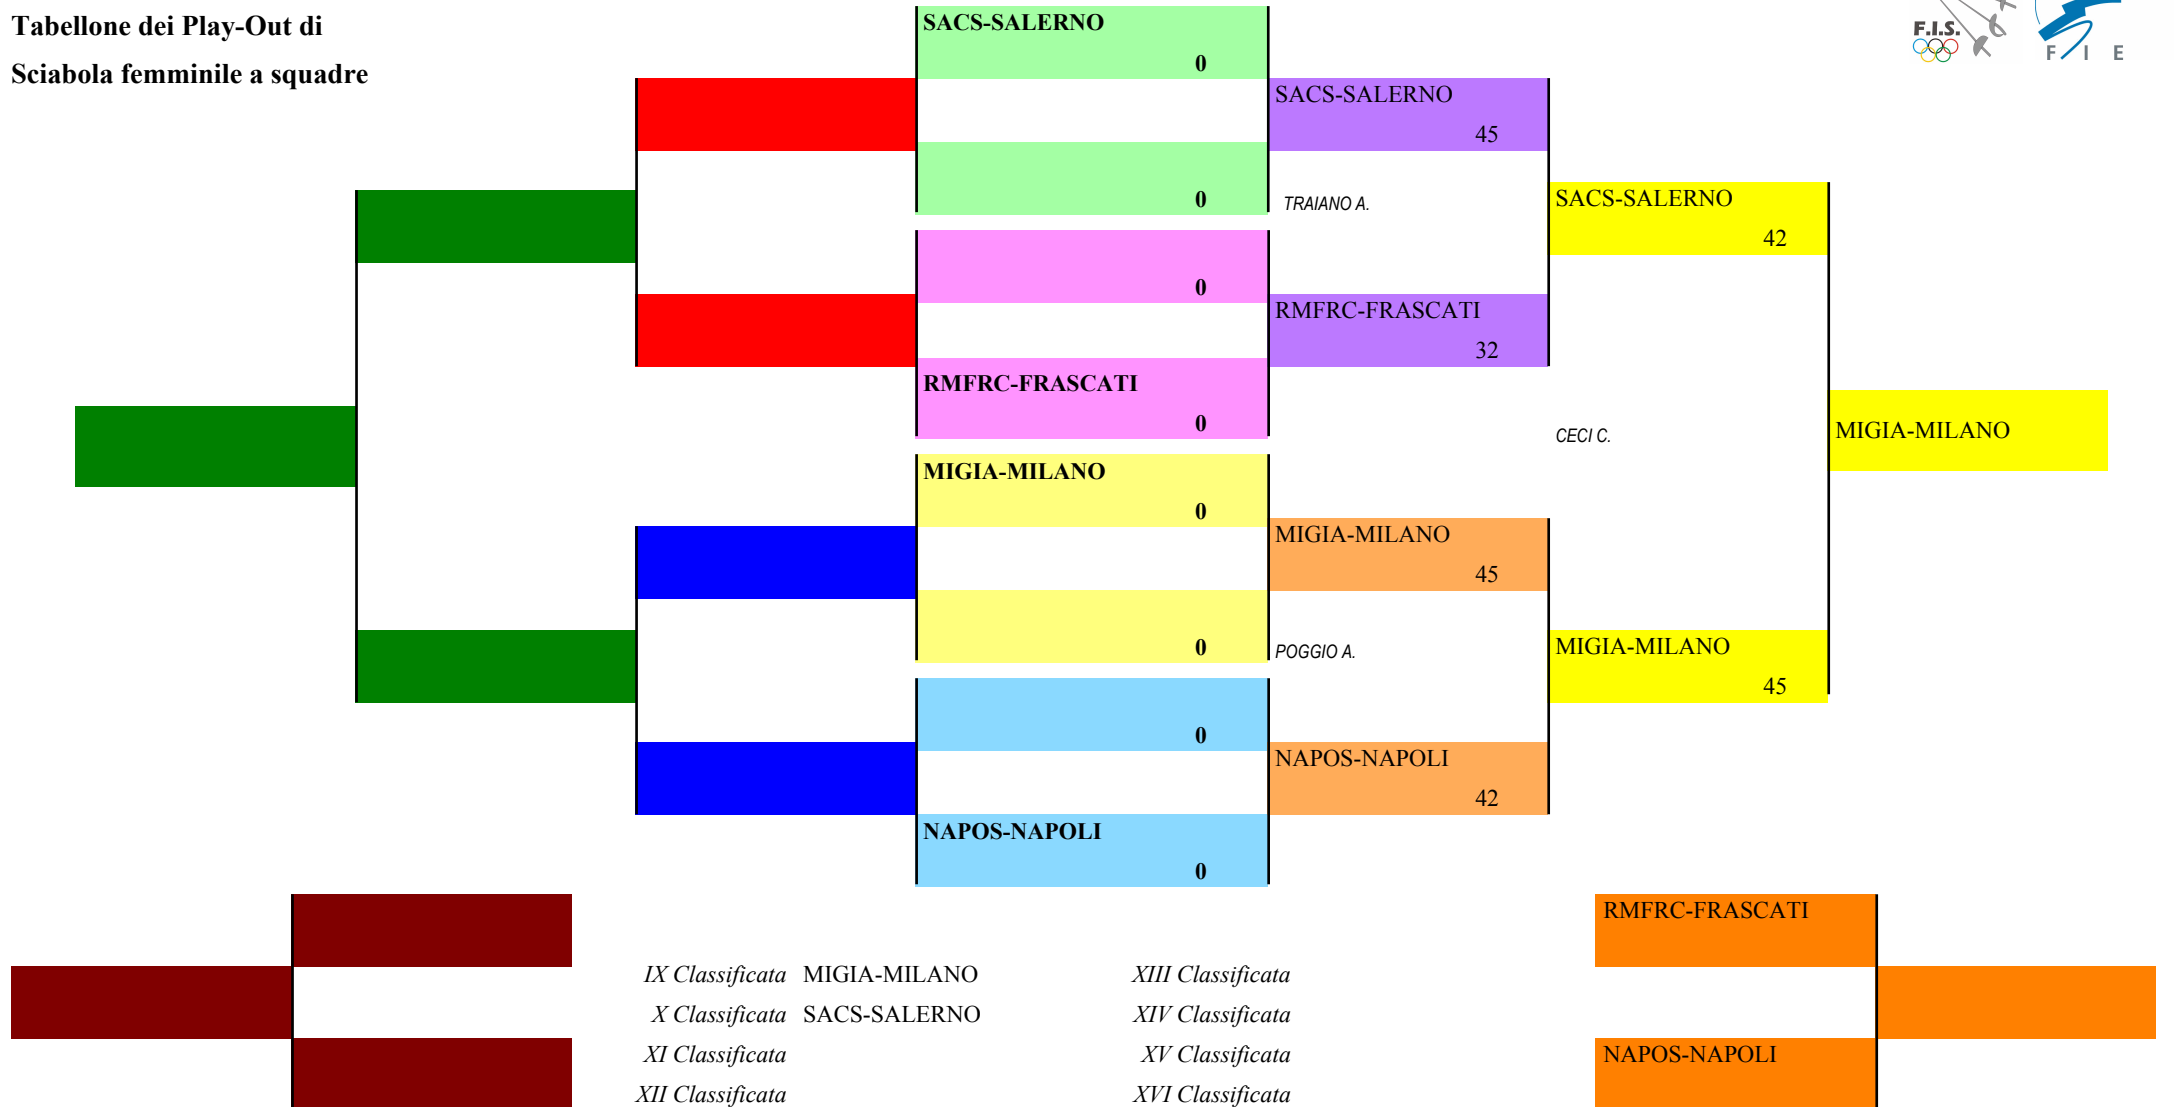 Tabellone dei Play-Out di
Sciabola femminile a squadre
F.I.S.
F I E
SACS-SALERNO
0
0
0
RMFRC-FRASCATI
0
MIGIA-MILANO
0
0
0
NAPOS-NAPOLI
0
SACS-SALERNO
45
TRAIANO A.
RMFRC-FRASCATI
32
MIGIA-MILANO
45
POGGIO A.
NAPOS-NAPOLI
42
SACS-SALERNO
42
CECI C.
MIGIA-MILANO
45
MIGIA-MILANO
IX Classificata MIGIA-MILANO
X Classificata SACS-SALERNO
XI Classificata
XII Classificata
XIII Classificata
XIV Classificata
XV Classificata
XVI Classificata
RMFRC-FRASCATI
NAPOS-NAPOLI